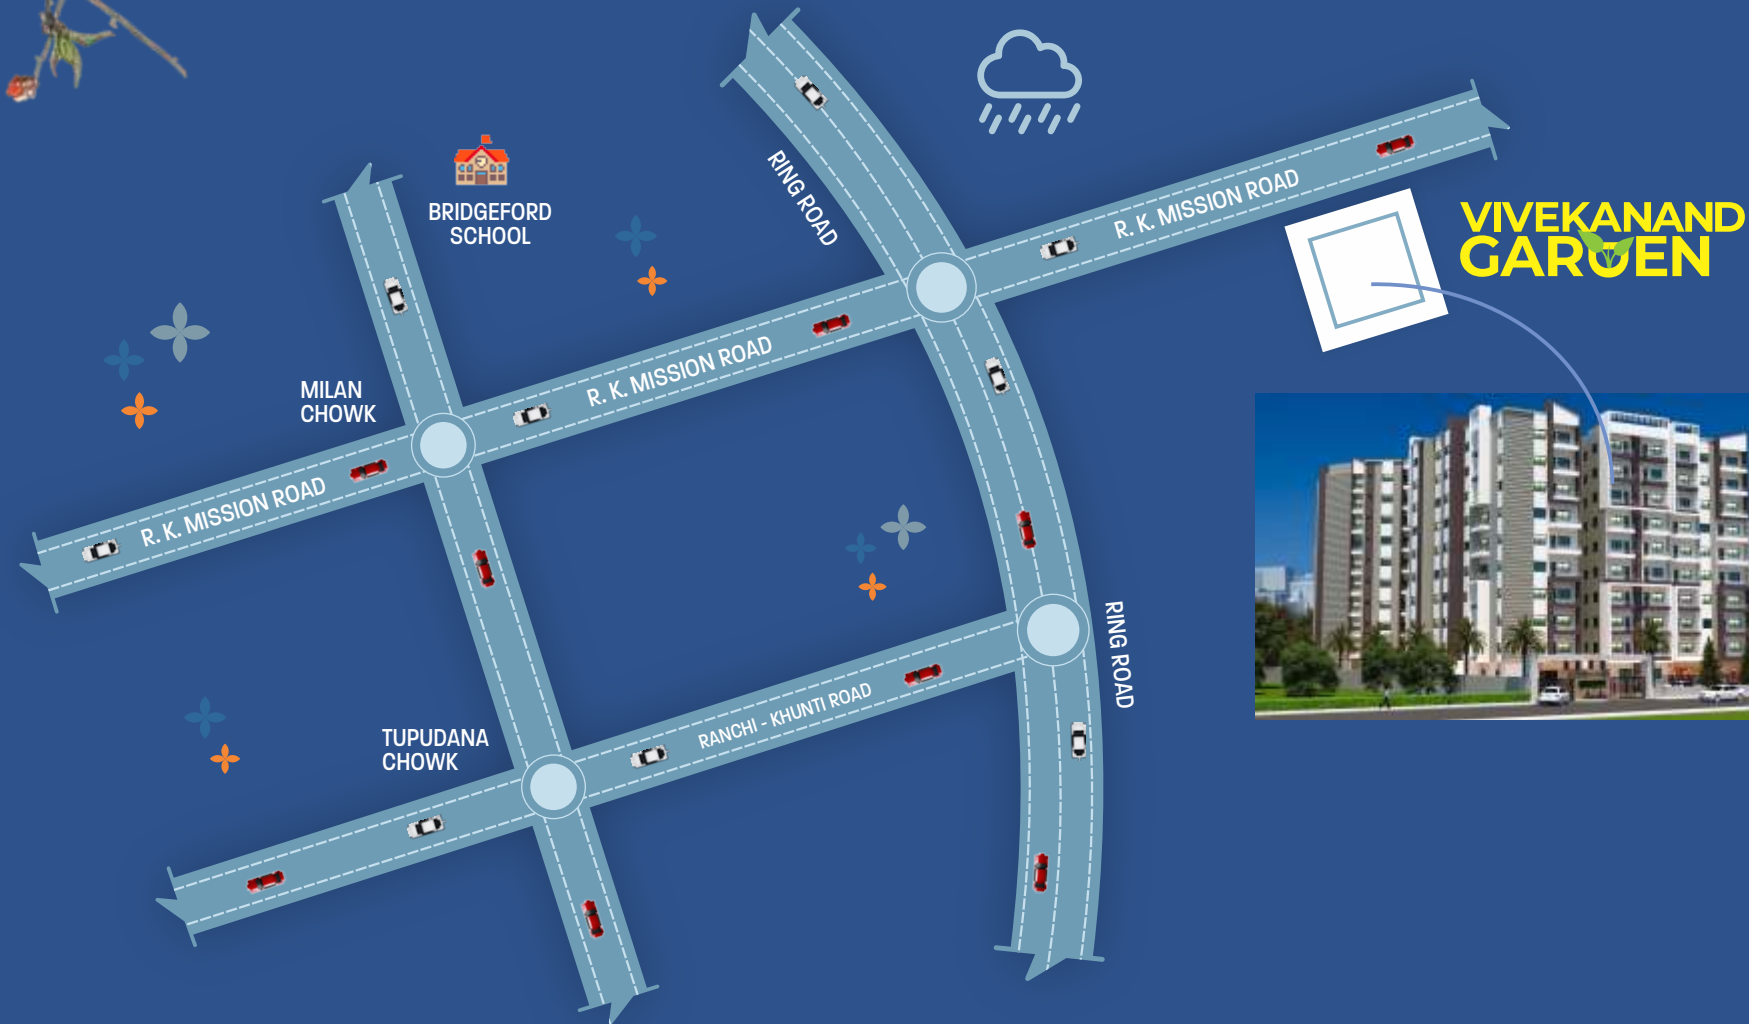 BRIDGEFORD
SCHOOL
RING ROAD
R. K. MISSION ROAD
VIVEKANAND
GARDEN
R. K. MISSION ROAD
MILAN
CHOWK
R. K. MISSION ROAD
RING ROAD
RANCHI - KHUNTI ROAD
TUPUDANA
CHOWK